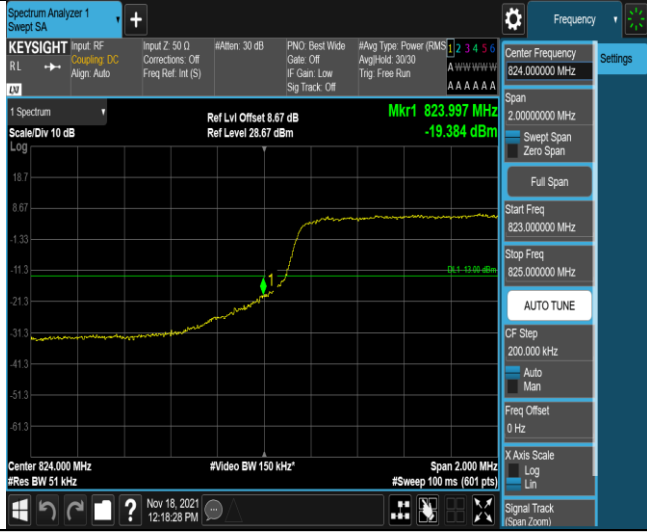 Spectrum Analyzer 1
Swept SA
Frequency
KEYSIGHT
RL
LXI
Input: RF
Coupling: DC
Align: Auto
Input Z: 50 Ω
Corrections: Off
Freq Ref: Int (S)
#Atten: 30 dB
PNO: Best Wide
Gate: Off
IF Gain: Low
Sig Track: Off
#Avg Type: Power (RMS
Avg|Hold: 30/30
Trig: Free Run
1 2 3 4 5 6
A W W W W W
A A A A A A
1 Spectrum
Scale/Div 10 dB
Log
Ref Lvl Offset 8.67 dB
Ref Level 28.67 dBm
Mkr1 823.997 MHz
-19.384 dBm
18.7
8.67
-1.33
-11.3
-21.3
-31.3
-41.3
-51.3
-61.3
DL1 -13.00 dBm
1
Center 824.000 MHz
#Res BW 51 kHz
#Video BW 150 kHz*
Span 2.000 MHz
#Sweep 100 ms (601 pts)
Center Frequency
824.000000 MHz
Span
2.00000000 MHz
Swept Span
Zero Span
Full Span
Start Freq
823.000000 MHz
Stop Freq
825.000000 MHz
AUTO TUNE
CF Step
200.000 kHz
Auto
Man
Freq Offset
0 Hz
X Axis Scale
Log
Lin
Signal Track
(Span Zoom)
Settings
?
Nov 18, 2021
12:18:28 PM